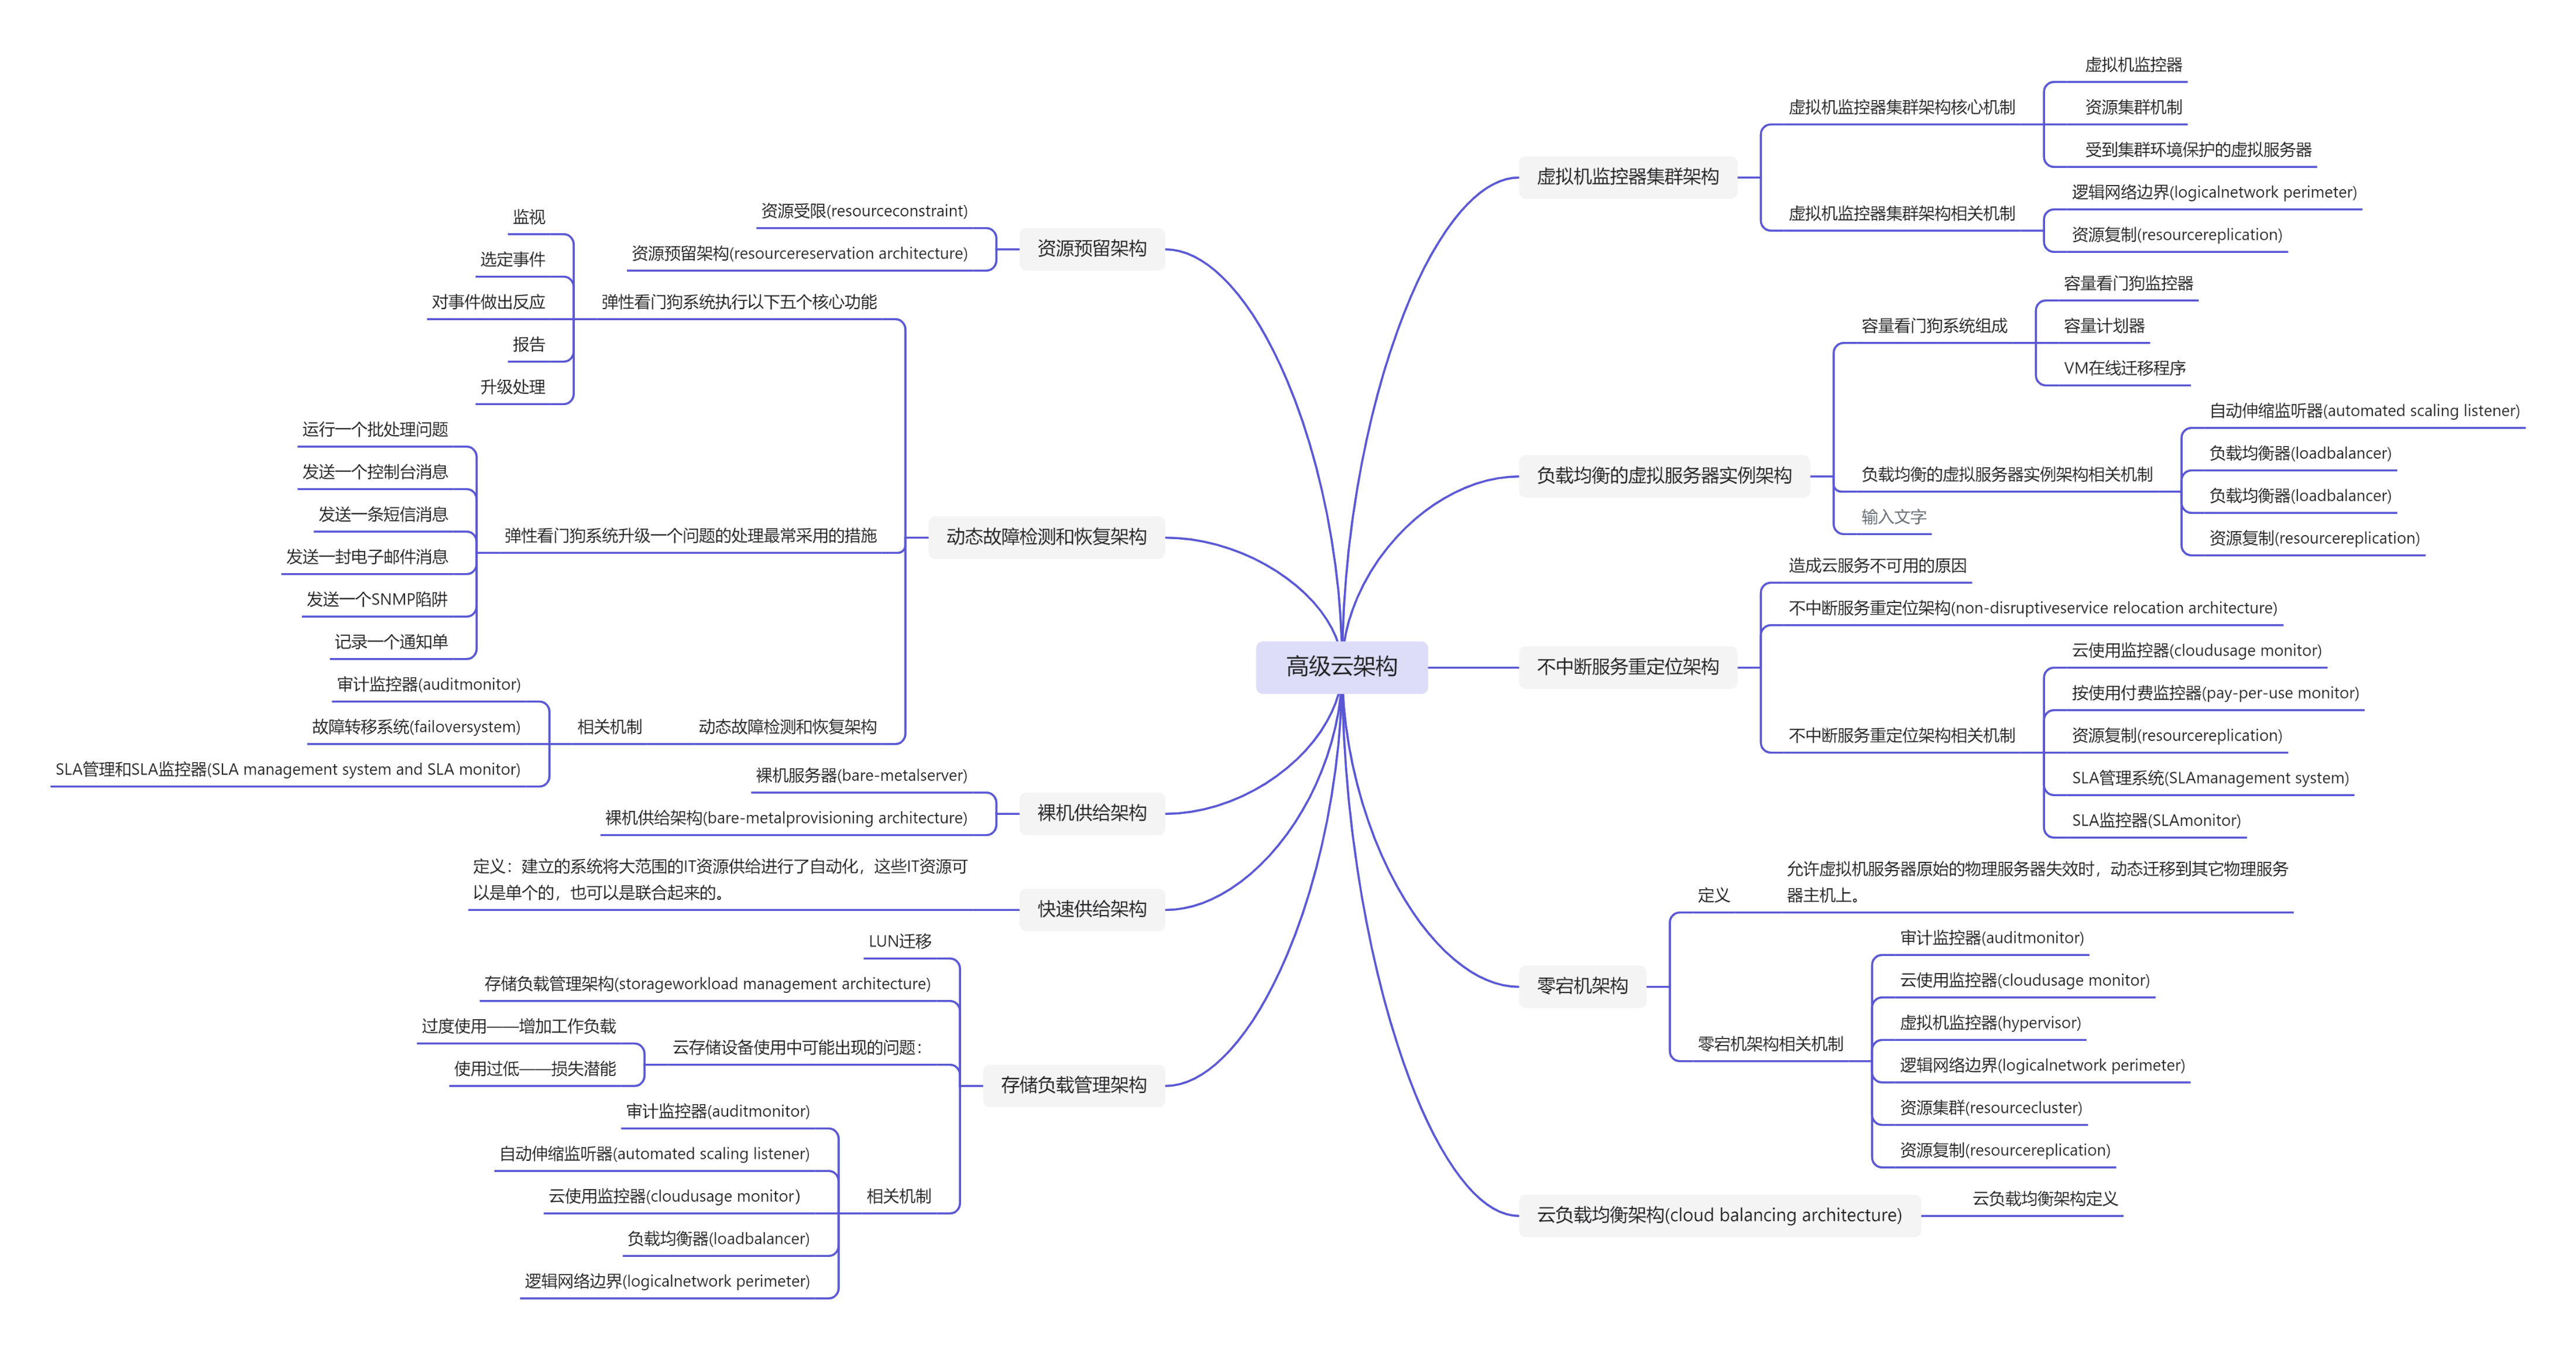 高级云架构
虚拟机监控器集群架构
虚拟机监控器集群架构核心机制
虚拟机监控器
资源集群机制
受到集群环境保护的虚拟服务器
虚拟机监控器集群架构相关机制
逻辑网络边界(logicalnetwork perimeter)
资源复制(resourcereplication)
负载均衡的虚拟服务器实例架构
容量看门狗系统组成
容量看门狗监控器
容量计划器
VM在线迁移程序
负载均衡的虚拟服务器实例架构相关机制
自动伸缩监听器(automated scaling listener)
负载均衡器(loadbalancer)
负载均衡器(loadbalancer)
资源复制(resourcereplication)
输入文字
不中断服务重定位架构
造成云服务不可用的原因
不中断服务重定位架构(non-disruptiveservice relocation architecture)
不中断服务重定位架构相关机制
云使用监控器(cloudusage monitor)
按使用付费监控器(pay-per-use monitor)
资源复制(resourcereplication)
SLA管理系统(SLAmanagement system)
SLA监控器(SLAmonitor)
零宕机架构
定义
允许虚拟机服务器原始的物理服务器失效时，动态迁移到其它物理服务
器主机上。
零宕机架构相关机制
审计监控器(auditmonitor)
云使用监控器(cloudusage monitor)
虚拟机监控器(hypervisor)
逻辑网络边界(logicalnetwork perimeter)
资源集群(resourcecluster)
资源复制(resourcereplication)
云负载均衡架构(cloud balancing architecture)
云负载均衡架构定义
资源预留架构
资源受限(resourceconstraint)
资源预留架构(resourcereservation architecture)
动态故障检测和恢复架构
弹性看门狗系统执行以下五个核心功能
监视
选定事件
对事件做出反应
报告
升级处理
弹性看门狗系统升级一个问题的处理最常采用的措施
运行一个批处理问题
发送一个控制台消息
发送一条短信消息
发送一封电子邮件消息
发送一个SNMP陷阱
记录一个通知单
动态故障检测和恢复架构
相关机制
审计监控器(auditmonitor)
故障转移系统(failoversystem)
SLA管理和SLA监控器(SLA management system and SLA monitor)
裸机供给架构
裸机服务器(bare-metalserver)
裸机供给架构(bare-metalprovisioning architecture)
快速供给架构
定义：建立的系统将大范围的IT资源供给进行了自动化，这些IT资源可
以是单个的，也可以是联合起来的。
存储负载管理架构
LUN迁移
存储负载管理架构(storageworkload management architecture)
云存储设备使用中可能出现的问题：
过度使用——增加工作负载
使用过低——损失潜能
相关机制
审计监控器(auditmonitor)
自动伸缩监听器(automated scaling listener)
云使用监控器(cloudusage monitor)
负载均衡器(loadbalancer)
逻辑网络边界(logicalnetwork perimeter)